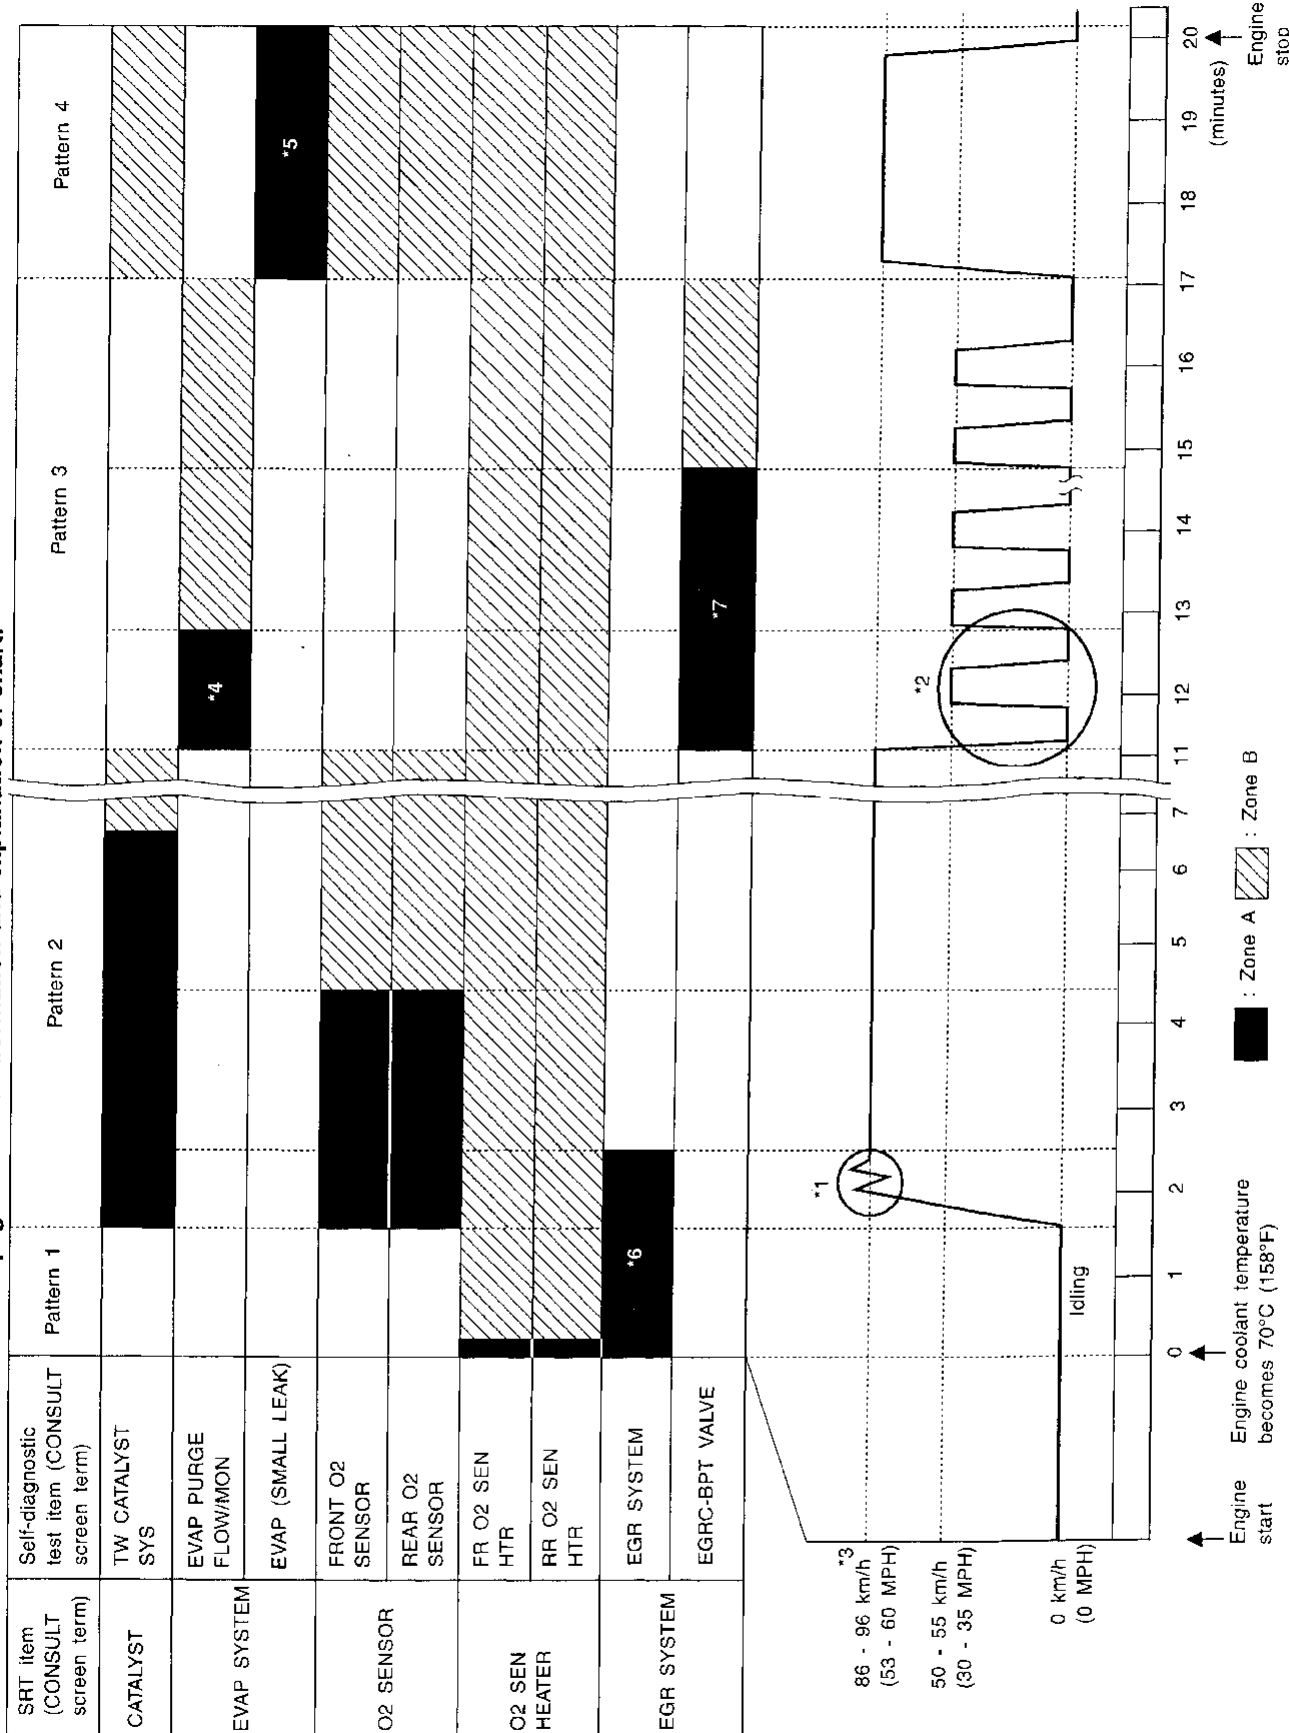 SRT item
(CONSULT
screen term)
Self-diagnostic
test item (CONSULT
screen term)
Pattern 1
Pattern 2
Pattern 3
Pattern 4
CATALYST
TW CATALYST
SYS
EVAP SYSTEM
EVAP PURGE
FLOW/MON
*4
EVAP (SMALL LEAK)
*5
O2 SENSOR
FRONT O2
SENSOR
REAR O2
SENSOR
O2 SEN
HEATER
FR O2 SEN
HTR
RR O2 SEN
HTR
EGR SYSTEM
EGR SYSTEM
*6
EGRC-BPT VALVE
*7
*3
86 - 96 km/h
(53 - 60 MPH)
50 - 55 km/h
(30 - 35 MPH)
0 km/h
(0 MPH)
*1
*2
Idling
0 1 2 3 4 5 6 7 11 12 13 14 15 16 17 18 19 20
(minutes)
Engine
start
Engine coolant temperature
becomes 70°C (158°F)
: Zone A
: Zone B
Engine
stop